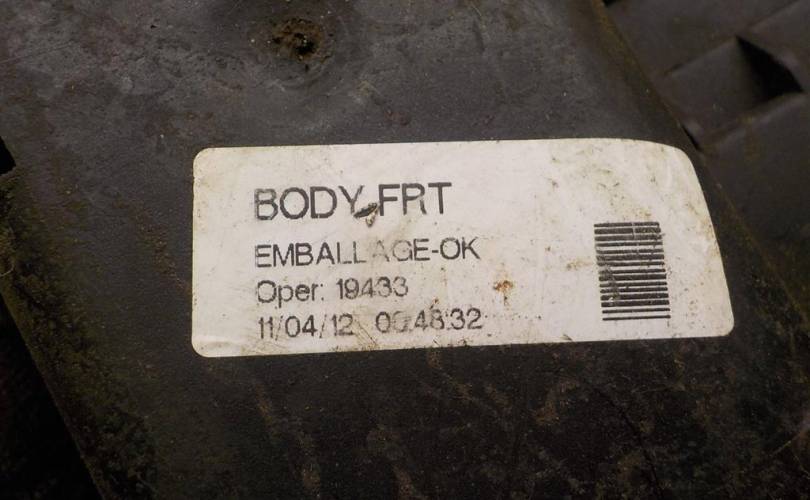 BODY FRT
EMBALLAGE-OK
Oper: 19433
11/04/12 00:48:32